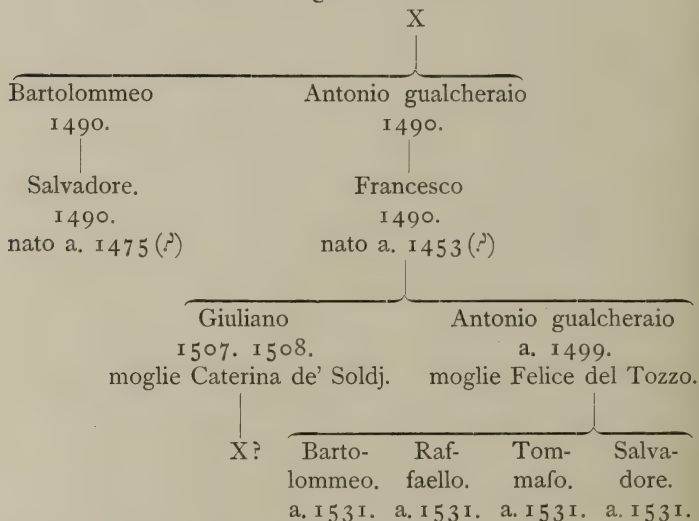 X
Bartolommeo Antonio gualcheraio
1490. 1490.
Salvadore. Francesco
1490. 1490.
nato a. 1475 (?) nato a. 1453 (?)
Giuliano Antonio gualcheraio
1507. 1508. a. 1499.
moglie Caterina de' Soldj. moglie Felice del Tozzo.
X? Barto- Raf- Tom- Salva-
lommeo. faello. maſo. dore.
a. 1531. a. 1531. a. 1531. a. 1531.